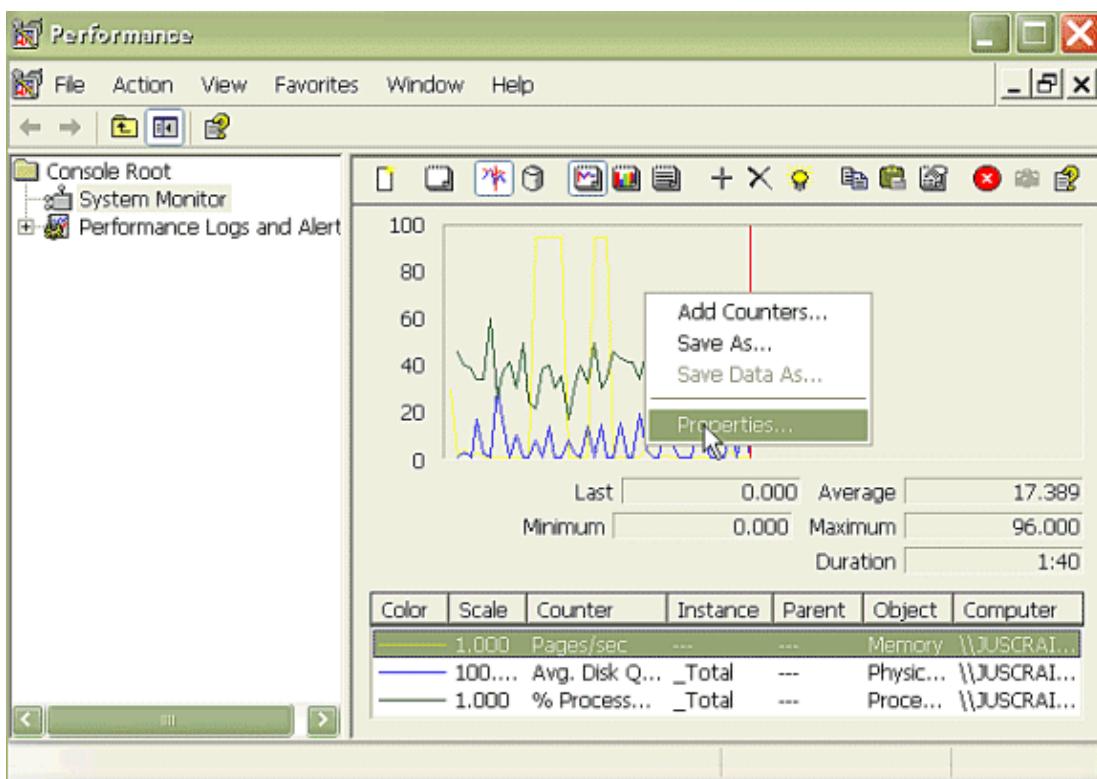 Performance
File Action View Favorites Window Help
Console Root
System Monitor
Performance Logs and Alert
100
80
60
40
20
0
Add Counters...
Save As...
Save Data As...
Properties...
Last 0.000 Average 17.389
Minimum 0.000 Maximum 96.000
Duration 1:40
Color Scale Counter Instance Parent Object Computer
1.000 Pages/sec --- --- Memory \\JUSCRAI...
100.... Avg. Disk Q... _Total --- Physic... \\JUSCRAI...
1.000 % Process... _Total --- Proce... \\JUSCRAI...